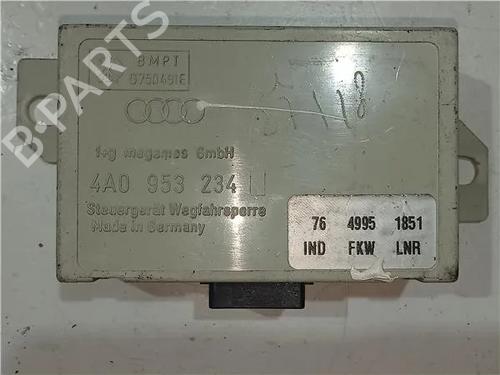 BMPT
G750491E
f+g megamos GmbH
4A0 953 234
Steuergerät Wegfahrsperre
Made in Germany
76 4995 1851
IND FKW LNR
B-PARTS